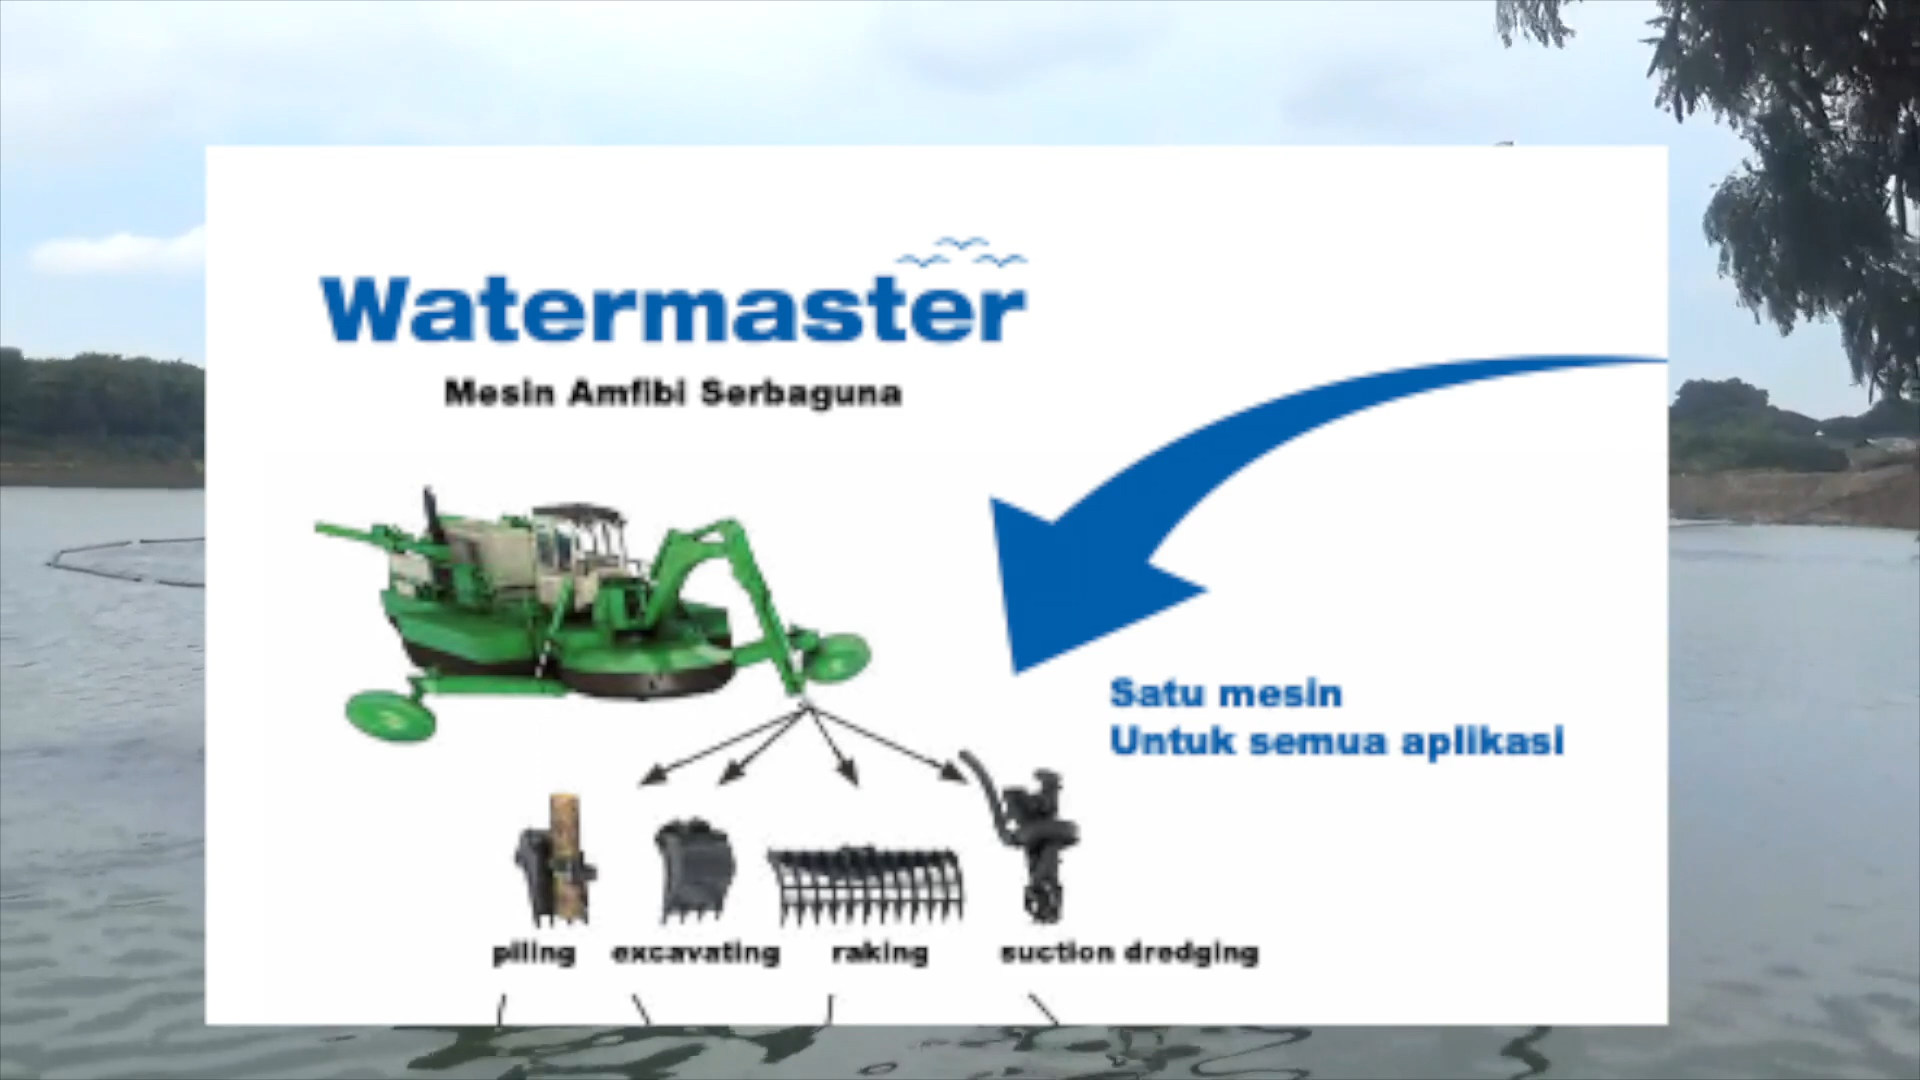 Watermaster
Mesin Amfibi Serbaguna
Satu mesin
Untuk semua aplikasi
piling excavating raking suction dredging